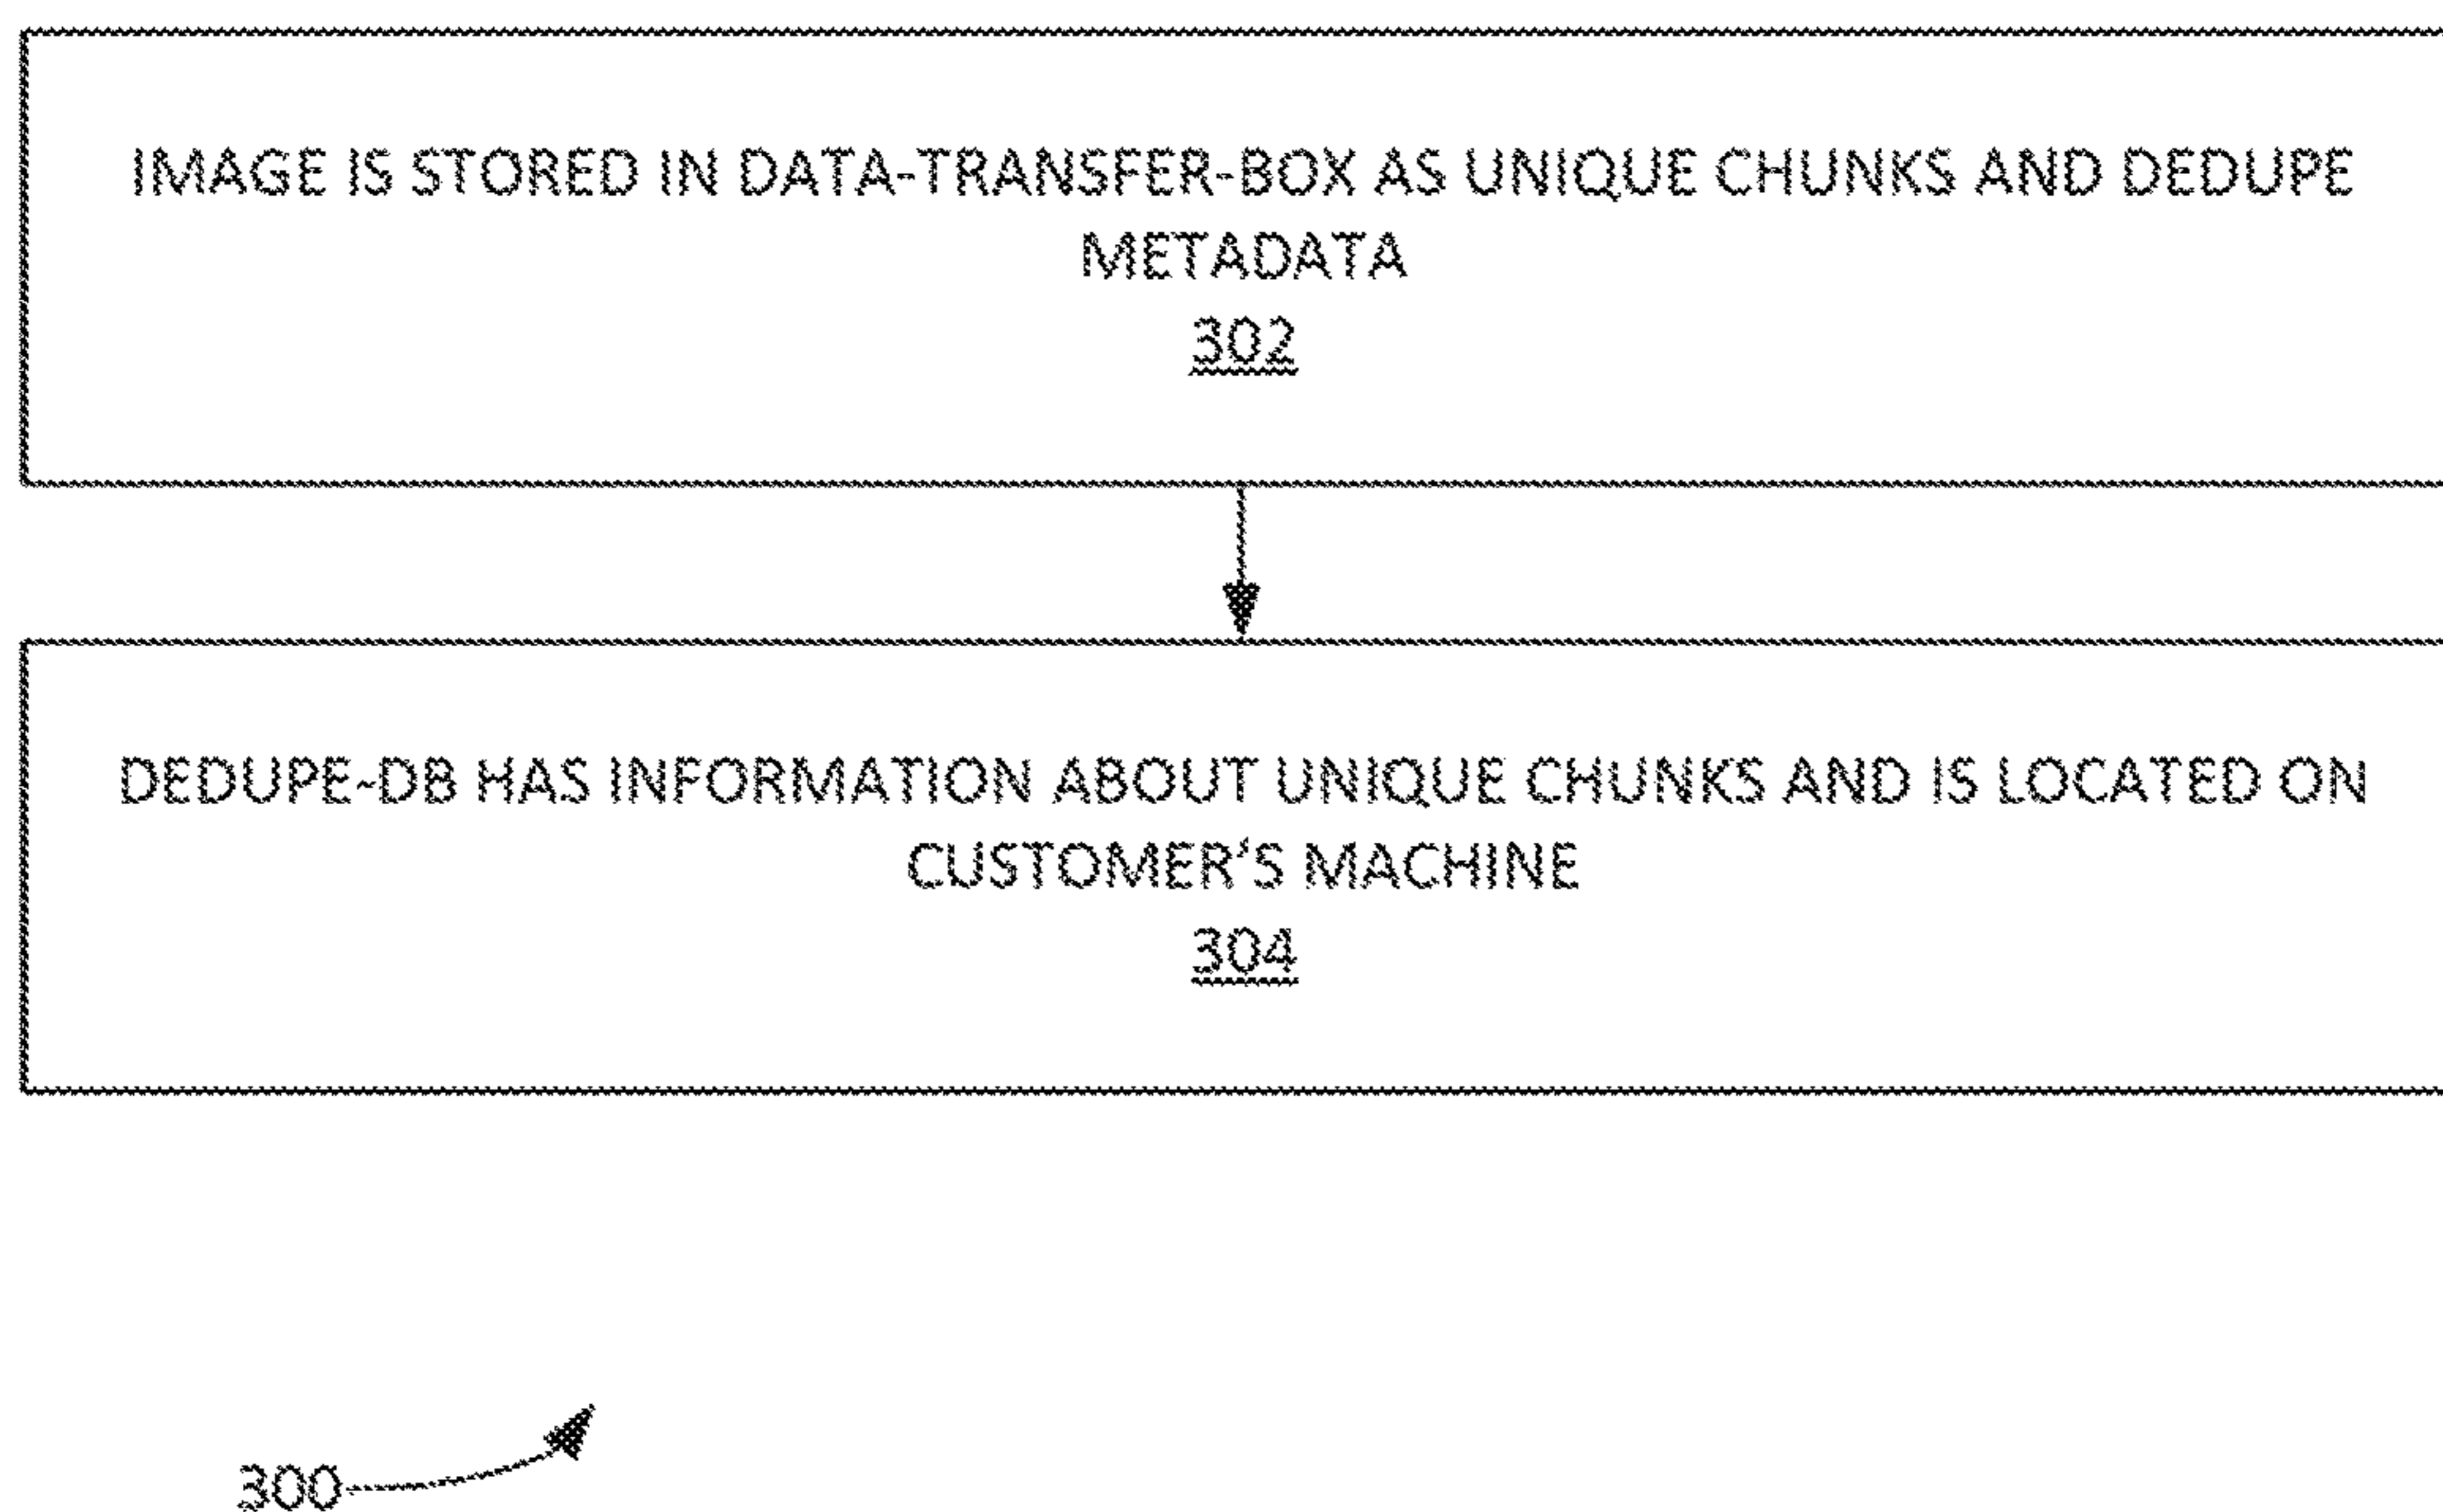 IMAGE IS STORED IN DATA-TRANSFER-BOX AS UNIQUE CHUNKS AND DEDUPE
METADATA
302
DEDUPE-DB HAS INFORMATION ABOUT UNIQUE CHUNKS AND IS LOCATED ON
CUSTOMER'S MACHINE
304
300